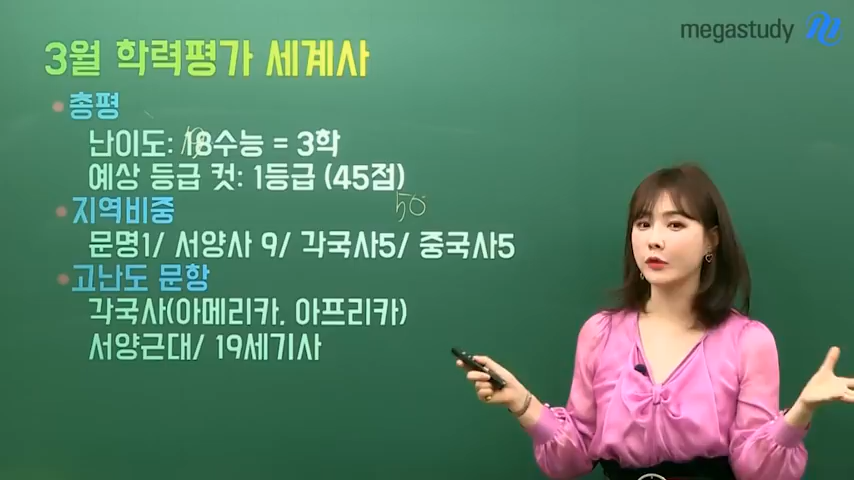 megastudy
3월 학력평가 세계사
총평
난이도: 18수능 = 3학
예상 등급 컷: 1등급 (45점)
50
지역비중
문명1/ 서양사 9/ 각국사5/ 중국사5
고난도 문항
각국사(아메리카, 아프리카)
서양근대/ 19세기사